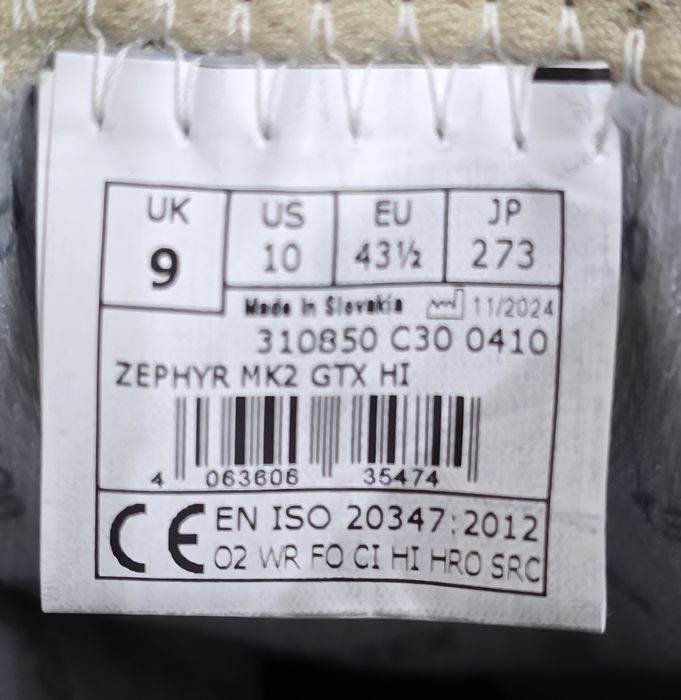 UK US EU JP
9 10 43½ 273
Made in Slovakia 11/2024
310850 C30 0410
ZEPHYR MK2 GTX HI
4 063606 35474
CE EN ISO 20347:2012
O2 WR FO CI HI HRO SRC